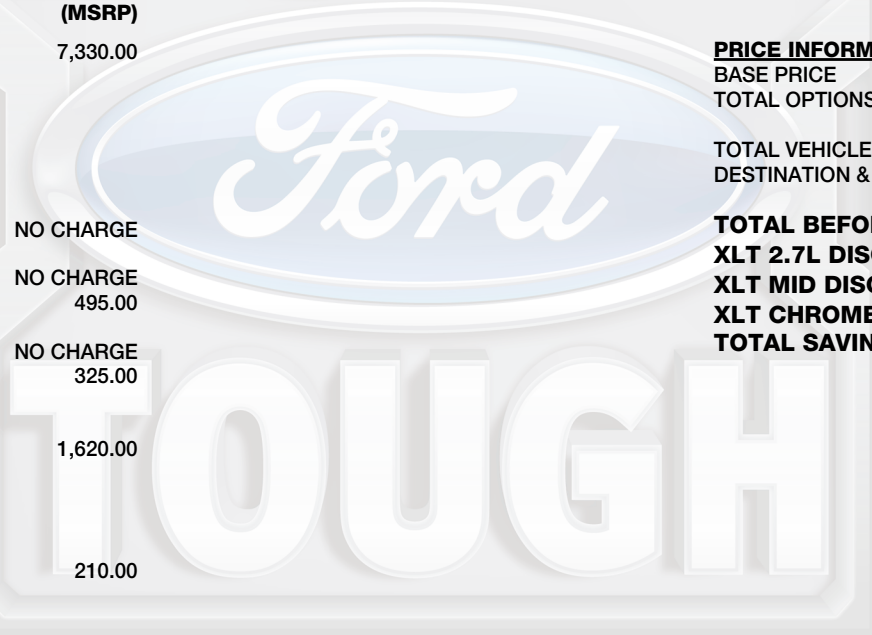 (MSRP)
7,330.00
NO CHARGE
NO CHARGE
495.00
NO CHARGE
325.00
1,620.00
210.00
Ford
TOUGH
PRICE INFORM
BASE PRICE
TOTAL OPTIONS
TOTAL VEHICLE
DESTINATION &
TOTAL BEFO
XLT 2.7L DISC
XLT MID DISC
XLT CHROME
TOTAL SAVIN